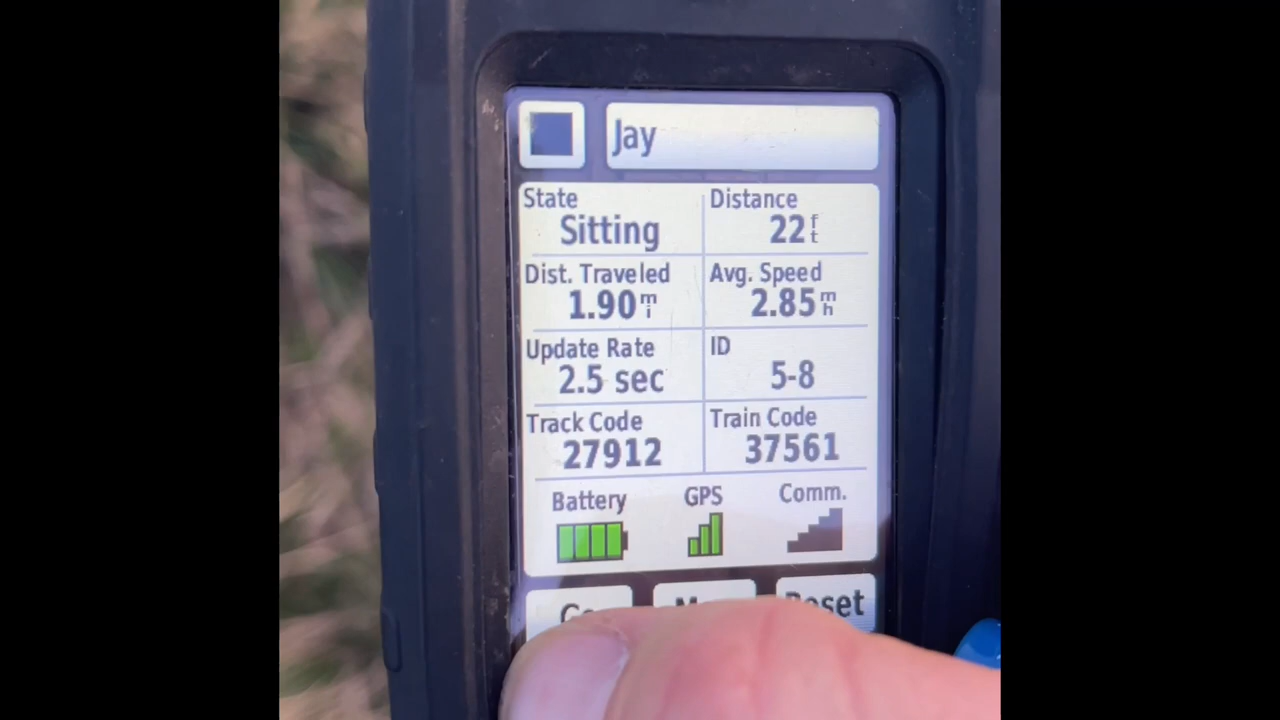 Jay
State Distance
Sitting 22 ft
Dist. Traveled Avg. Speed
1.90 mi 2.85 mh
Update Rate ID
2.5 sec 5-8
Track Code Train Code
27912 37561
Battery GPS Comm.
Reset